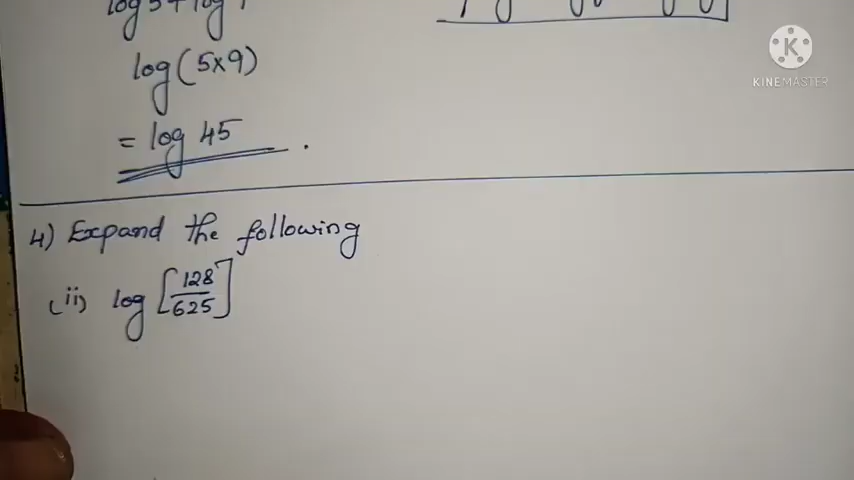 log(5×9)
= log 45
K
KINEMASTER
4) Expand the following
(ii) log [128/625]